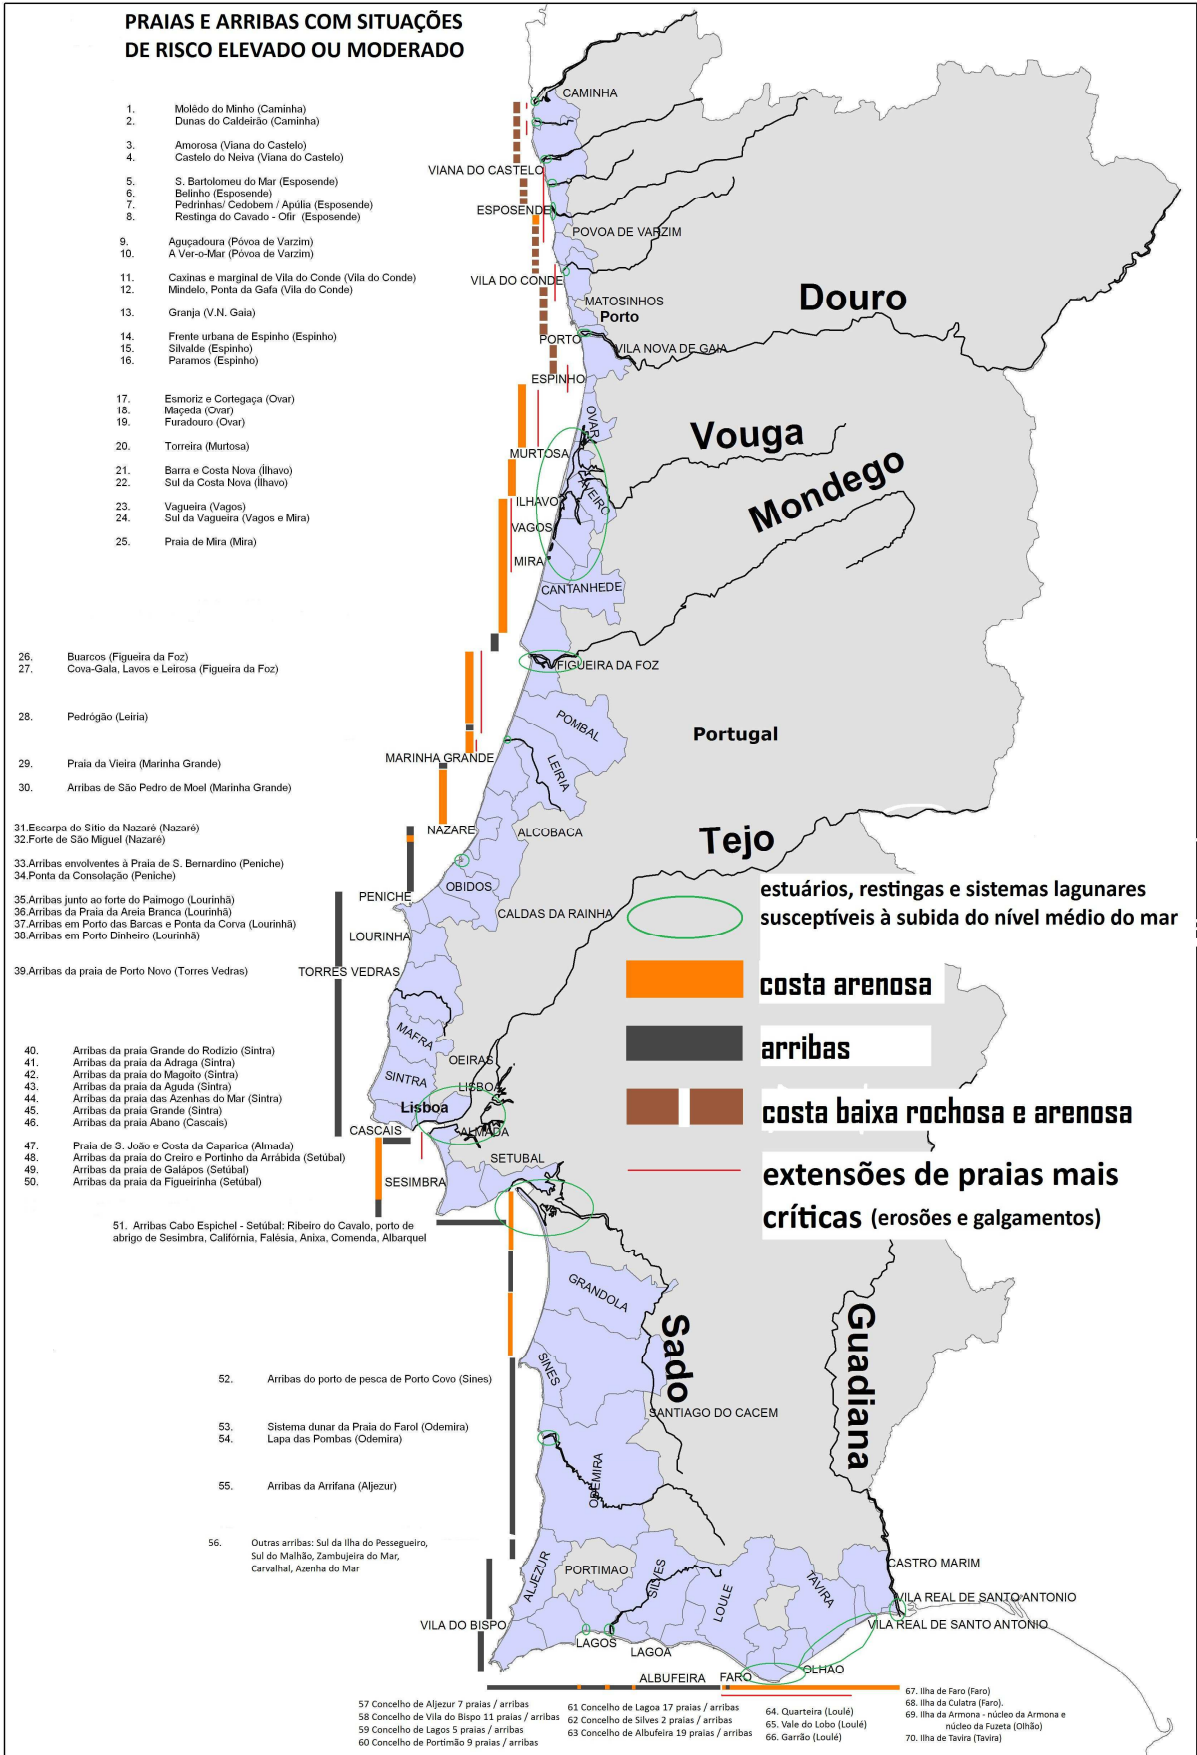 PRAIAS E ARRIBAS COM SITUAÇÕES
DE RISCO ELEVADO OU MODERADO
1. Molêdo do Minho (Caminha)
2. Dunas do Caldeirão (Caminha)
3. Amorosa (Viana do Castelo)
4. Castelo do Neiva (Viana do Castelo)
5. S. Bartolomeu do Mar (Esposende)
6. Belinho (Esposende)
7. Pedrinhas/ Cedobem / Apúlia (Esposende)
8. Restinga do Cavado - Ofir (Esposende)
9. Aguçadoura (Póvoa de Varzim)
10. A Ver-o-Mar (Póvoa de Varzim)
11. Caxinas e marginal de Vila do Conde (Vila do Conde)
12. Mindelo, Ponta da Gafa (Vila do Conde)
13. Granja (V.N. Gaia)
14. Frente urbana de Espinho (Espinho)
15. Silvalde (Espinho)
16. Paramos (Espinho)
17. Esmoriz e Cortegaça (Ovar)
18. Maçeda (Ovar)
19. Furadouro (Ovar)
20. Torreira (Murtosa)
21. Barra e Costa Nova (Ílhavo)
22. Sul da Costa Nova (Ílhavo)
23. Vagueira (Vagos)
24. Sul da Vagueira (Vagos e Mira)
25. Praia de Mira (Mira)
26. Buarcos (Figueira da Foz)
27. Cova-Gala, Lavos e Leirosa (Figueira da Foz)
28. Pedrógão (Leiria)
29. Praia da Vieira (Marinha Grande)
30. Arribas de São Pedro de Moel (Marinha Grande)
31.Escarpa do Sítio da Nazaré (Nazaré)
32.Forte de São Miguel (Nazaré)
33.Arribas envolventes à Praia de S. Bernardino (Peniche)
34.Ponta da Consolação (Peniche)
35.Arribas junto ao forte do Paimogo (Lourinhã)
36.Arribas da Praia da Areia Branca (Lourinhã)
37.Arribas em Porto das Barcas e Ponta da Corva (Lourinhã)
38.Arribas em Porto Dinheiro (Lourinhã)
39.Arribas da praia de Porto Novo (Torres Vedras)
40. Arribas da praia Grande do Rodízio (Sintra)
41. Arribas da praia da Adraga (Sintra)
42. Arribas da praia do Magoito (Sintra)
43. Arribas da praia da Aguda (Sintra)
44. Arribas da praia das Azenhas do Mar (Sintra)
45. Arribas da praia Grande (Sintra)
46. Arribas da praia Abano (Cascais)
47. Praia de S. João e Costa da Caparica (Almada)
48. Arribas da praia do Creiro e Portinho da Arrábida (Setúbal)
49. Arribas da praia de Galápos (Setúbal)
50. Arribas da praia da Figueirinha (Setúbal)
51. Arribas Cabo Espichel - Setúbal: Ribeiro do Cavalo, porto de
abrigo de Sesimbra, Califórnia, Falésia, Anixa, Comenda, Albarquel
52. Arribas do porto de pesca de Porto Covo (Sines)
53. Sistema dunar da Praia do Farol (Odemira)
54. Lapa das Pombas (Odemira)
55. Arribas da Arrifana (Aljezur)
56. Outras arribas: Sul da Ilha do Pessegueiro,
Sul do Malhão, Zambujeira do Mar,
Carvalhal, Azenha do Mar
57 Concelho de Aljezur 7 praias / arribas
58 Concelho de Vila do Bispo 11 praias / arribas
59 Concelho de Lagos 5 praias / arribas
60 Concelho de Portimão 9 praias / arribas
61 Concelho de Lagoa 17 praias / arribas
62 Concelho de Silves 2 praias / arribas
63 Concelho de Albufeira 19 praias / arribas
64. Quarteira (Loulé)
65. Vale do Lobo (Loulé)
66. Garrão (Loulé)
67. Ilha de Faro (Faro)
68. Ilha da Culatra (Faro).
69. Ilha da Armona - núcleo da Armona e
núcleo da Fuzeta (Olhão)
70. Ilha de Tavira (Tavira)
CAMINHA
VIANA DO CASTELO
ESPOSENDE
POVOA DE VARZIM
VILA DO CONDE
MATOSINHOS
Porto
PORTO
VILA NOVA DE GAIA
ESPINHO
OVAR
MURTOSA
AVEIRO
ILHAVO
VAGOS
MIRA
CANTANHEDE
FIGUEIRA DA FOZ
POMBAL
LEIRIA
MARINHA GRANDE
NAZARE
ALCOBACA
OBIDOS
PENICHE
CALDAS DA RAINHA
LOURINHA
TORRES VEDRAS
MAFRA
OEIRAS
SINTRA
LISBOA
Lisboa
CASCAIS
ALMADA
SETUBAL
SESIMBRA
GRANDOLA
SINES
SANTIAGO DO CACEM
ODEMIRA
ALJEZUR
PORTIMAO
SILVES
LOULE
TAVIRA
CASTRO MARIM
VILA REAL DE SANTO ANTONIO
VILA REAL DE SANTO ANTONIO
VILA DO BISPO
LAGOS
LAGOA
ALBUFEIRA
FARO
OLHAO
Douro
Vouga
Mondego
Portugal
Tejo
Sado
Guadiana
estuários, restingas e sistemas lagunares
susceptíveis à subida do nível médio do mar
costa arenosa
arribas
costa baixa rochosa e arenosa
extensões de praias mais
críticas (erosões e galgamentos)